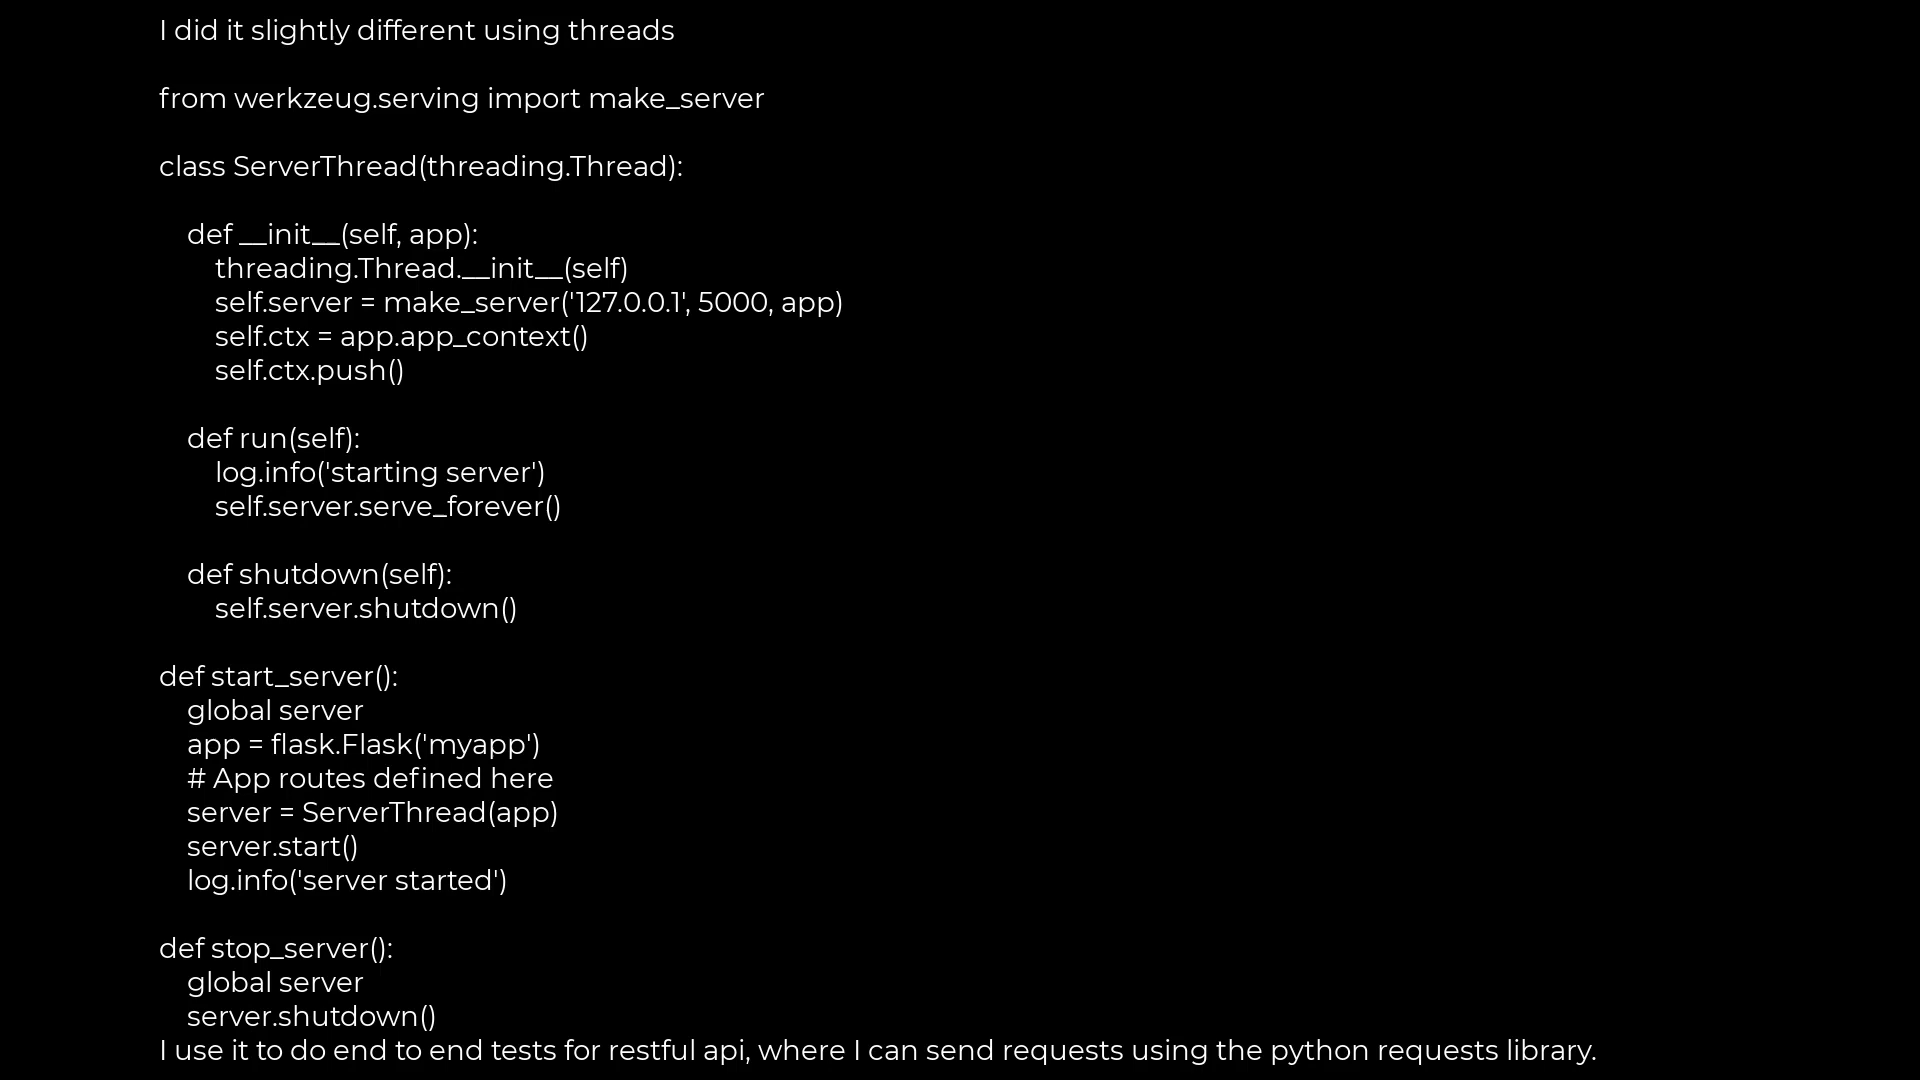 I did it slightly different using threads
from werkzeug.serving import make_server
class ServerThread(threading.Thread):
def __init__(self, app):
threading.Thread.__init__(self)
self.server = make_server('127.0.0.1', 5000, app)
self.ctx = app.app_context()
self.ctx.push()
def run(self):
log.info('starting server')
self.server.serve_forever()
def shutdown(self):
self.server.shutdown()
def start_server():
global server
app = flask.Flask('myapp')
# App routes defined here
server = ServerThread(app)
server.start()
log.info('server started')
def stop_server():
global server
server.shutdown()
I use it to do end to end tests for restful api, where I can send requests using the python requests library.